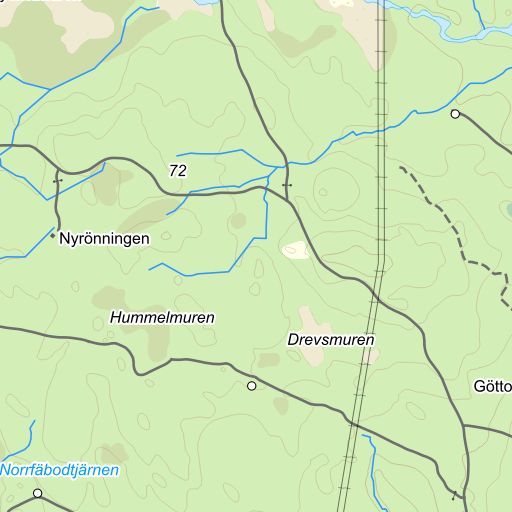 72
Nyrönningen
Hummelmuren
Drevsmuren
Götto
Norrfäbodtjärnen